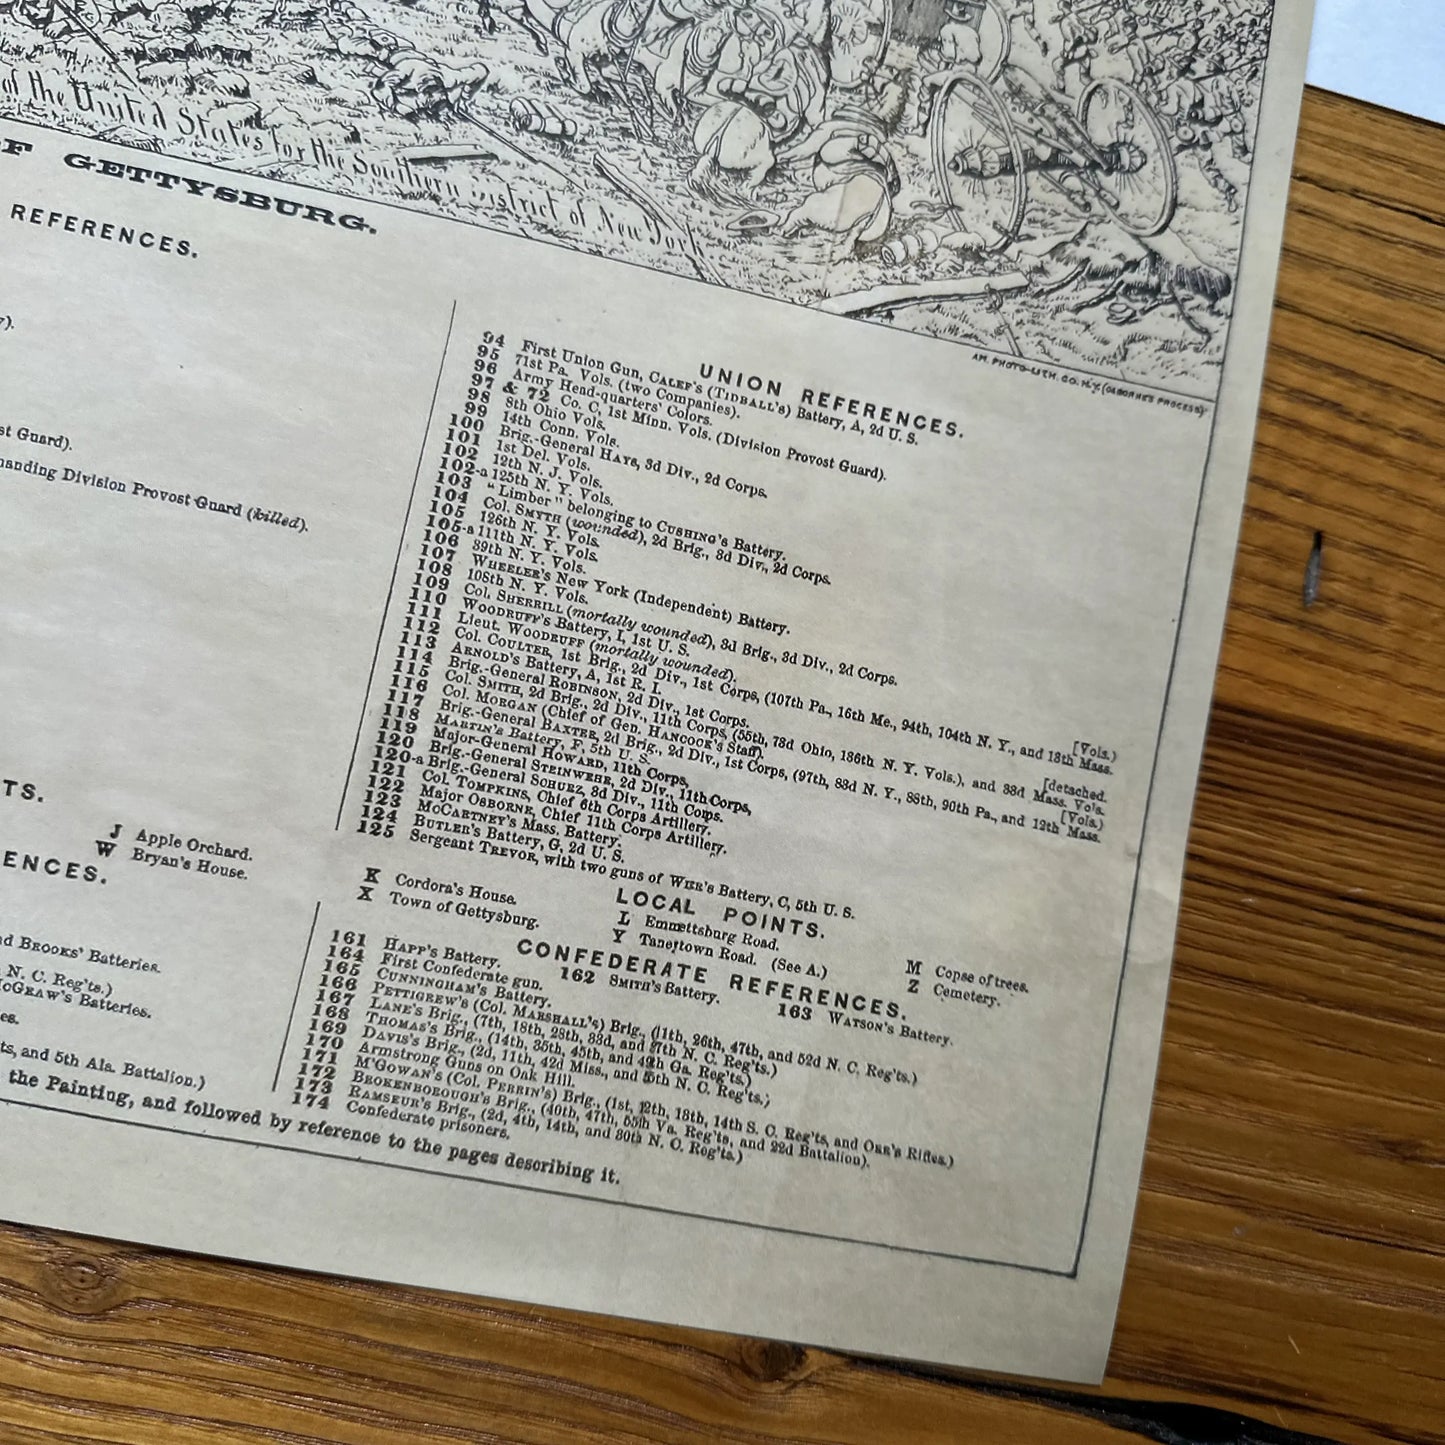 of the United States for the Southern District of New York
OF GETTYSBURG.
AM. PHOTO-LITH. CO. N.Y. (OSBORNE'S PROCESS)
REFERENCES.
st Guard).
manding Division Provost Guard (killed).
TS.
J Apple Orchard.
W Bryan's House.
ENCES.
nd BROOKS' Batteries.
N. C. Reg'ts.)
McGRAW'S Batteries.
es.
ts, and 5th Ala. Battalion.)
UNION REFERENCES.
94 First Union Gun, CALEF'S (TIDBALL'S) Battery, A, 2d U. S.
95 71st Pa. Vols. (two Companies).
96 Army Head-quarters' Colors.
97 & 72 Co. C, 1st Minn. Vols. (Division Provost Guard).
98 8th Ohio Vols.
99 14th Conn. Vols.
100 Brig.-General HAYS, 3d Div., 2d Corps.
101 1st Del. Vols.
102 12th N. J. Vols.
102-a 125th N. Y. Vols.
103 "Limber" belonging to CUSHING'S Battery.
104 Col. SMYTH (wounded), 2d Brig., 3d Div., 2d Corps.
105 126th N. Y. Vols.
105-a 111th N. Y. Vols.
106 39th N. Y. Vols.
107 WHEELER'S New York (Independent) Battery.
108 108th N. Y. Vols.
109 Col. SHERRILL (mortally wounded), 3d Brig., 3d Div., 2d Corps.
110 WOODRUFF'S Battery, I, 1st U. S.
111 Lieut. WOODRUFF (mortally wounded).
112 Col. COULTER, 1st Brig., 2d Div., 1st Corps, (107th Pa., 16th Me., 94th, 104th N. Y., and 13th Mass. [Vols.)
113 ARNOLD'S Battery, A, 1st R. I.
114 Brig.-General ROBINSON, 2d Div., 1st Corps.
115 Col. SMITH, 2d Brig., 2d Div., 11th Corps, (55th, 73d Ohio, 136th N. Y. Vols.), and 33d Mass. Vols. [detached.
116 Col. MORGAN (Chief of Gen. HANCOCK'S Staff).
117 Brig.-General BAXTER, 2d Brig., 2d Div., 1st Corps, (97th, 83d N. Y., 88th, 90th Pa., and 12th Mass. [Vols.)
118 MARTIN'S Battery, F, 5th U. S.
119 Major-General HOWARD, 11th Corps,
120 Brig.-General STEINWEHR, 2d Div., 11th Corps,
120-a Brig.-General SCHURZ, 3d Div., 11th Corps.
121 Col. TOMPKINS, Chief 6th Corps Artillery.
122 Major OSBORNE, Chief 11th Corps Artillery.
123 McCARTNEY'S Mass. Battery.
124 BUTLER'S Battery, G, 2d U. S.
125 Sergeant TREVOR, with two guns of WEIR'S Battery, C, 5th U. S.
LOCAL POINTS.
K Cordora's House. L Emmettsburg Road. M Copse of trees.
X Town of Gettysburg. Y Taneytown Road. (See A.) Z Cemetery.
CONFEDERATE REFERENCES.
161 HAPP'S Battery. 162 SMITH'S Battery. 163 WATSON'S Battery.
164 First Confederate gun.
165 CUNNINGHAM'S Battery.
166 PETTIGREW'S (Col. MARSHALL'S) Brig., (11th, 26th, 47th, and 52d N. C. Reg'ts.)
167 LANE'S Brig., (7th, 18th, 28th, 33d, and 37th N. C. Reg'ts.)
168 THOMAS'S Brig., (14th, 35th, 45th, and 49th Ga. Reg'ts.)
169 DAVIS'S Brig., (2d, 11th, 42d Miss., and 55th N. C. Reg'ts.)
170 Armstrong Guns on Oak Hill.
171 M'GOWAN'S (Col. PERRIN'S) Brig., (1st, 12th, 13th, 14th S. C. Reg'ts, and ORR'S Rifles.)
172 BROKENBOROUGH'S Brig., (40th, 47th, 55th Va. Reg'ts, and 22d Battalion).
173 RAMSEUR'S Brig., (2d, 4th, 14th, and 30th N. C. Reg'ts.)
174 Confederate prisoners.
the Painting, and followed by reference to the pages describing it.